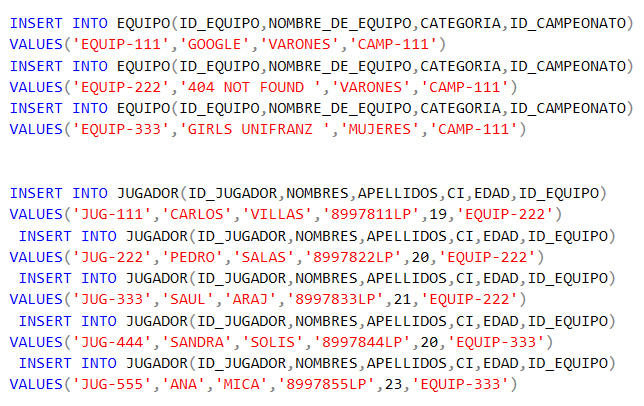 INSERT INTO EQUIPO(ID_EQUIPO,NOMBRE_DE_EQUIPO,CATEGORIA,ID_CAMPEONATO)
VALUES('EQUIP-111','GOOGLE','VARONES','CAMP-111')
INSERT INTO EQUIPO(ID_EQUIPO,NOMBRE_DE_EQUIPO,CATEGORIA,ID_CAMPEONATO)
VALUES('EQUIP-222','404 NOT FOUND ','VARONES','CAMP-111')
INSERT INTO EQUIPO(ID_EQUIPO,NOMBRE_DE_EQUIPO,CATEGORIA,ID_CAMPEONATO)
VALUES('EQUIP-333','GIRLS UNIFRANZ ','MUJERES','CAMP-111')
INSERT INTO JUGADOR(ID_JUGADOR,NOMBRES,APELLIDOS,CI,EDAD,ID_EQUIPO)
VALUES('JUG-111','CARLOS','VILLAS','8997811LP',19,'EQUIP-222')
INSERT INTO JUGADOR(ID_JUGADOR,NOMBRES,APELLIDOS,CI,EDAD,ID_EQUIPO)
VALUES('JUG-222','PEDRO','SALAS','8997822LP',20,'EQUIP-222')
INSERT INTO JUGADOR(ID_JUGADOR,NOMBRES,APELLIDOS,CI,EDAD,ID_EQUIPO)
VALUES('JUG-333','SAUL','ARAJ','8997833LP',21,'EQUIP-222')
INSERT INTO JUGADOR(ID_JUGADOR,NOMBRES,APELLIDOS,CI,EDAD,ID_EQUIPO)
VALUES('JUG-444','SANDRA','SOLIS','8997844LP',20,'EQUIP-333')
INSERT INTO JUGADOR(ID_JUGADOR,NOMBRES,APELLIDOS,CI,EDAD,ID_EQUIPO)
VALUES('JUG-555','ANA','MICA','8997855LP',23,'EQUIP-333')